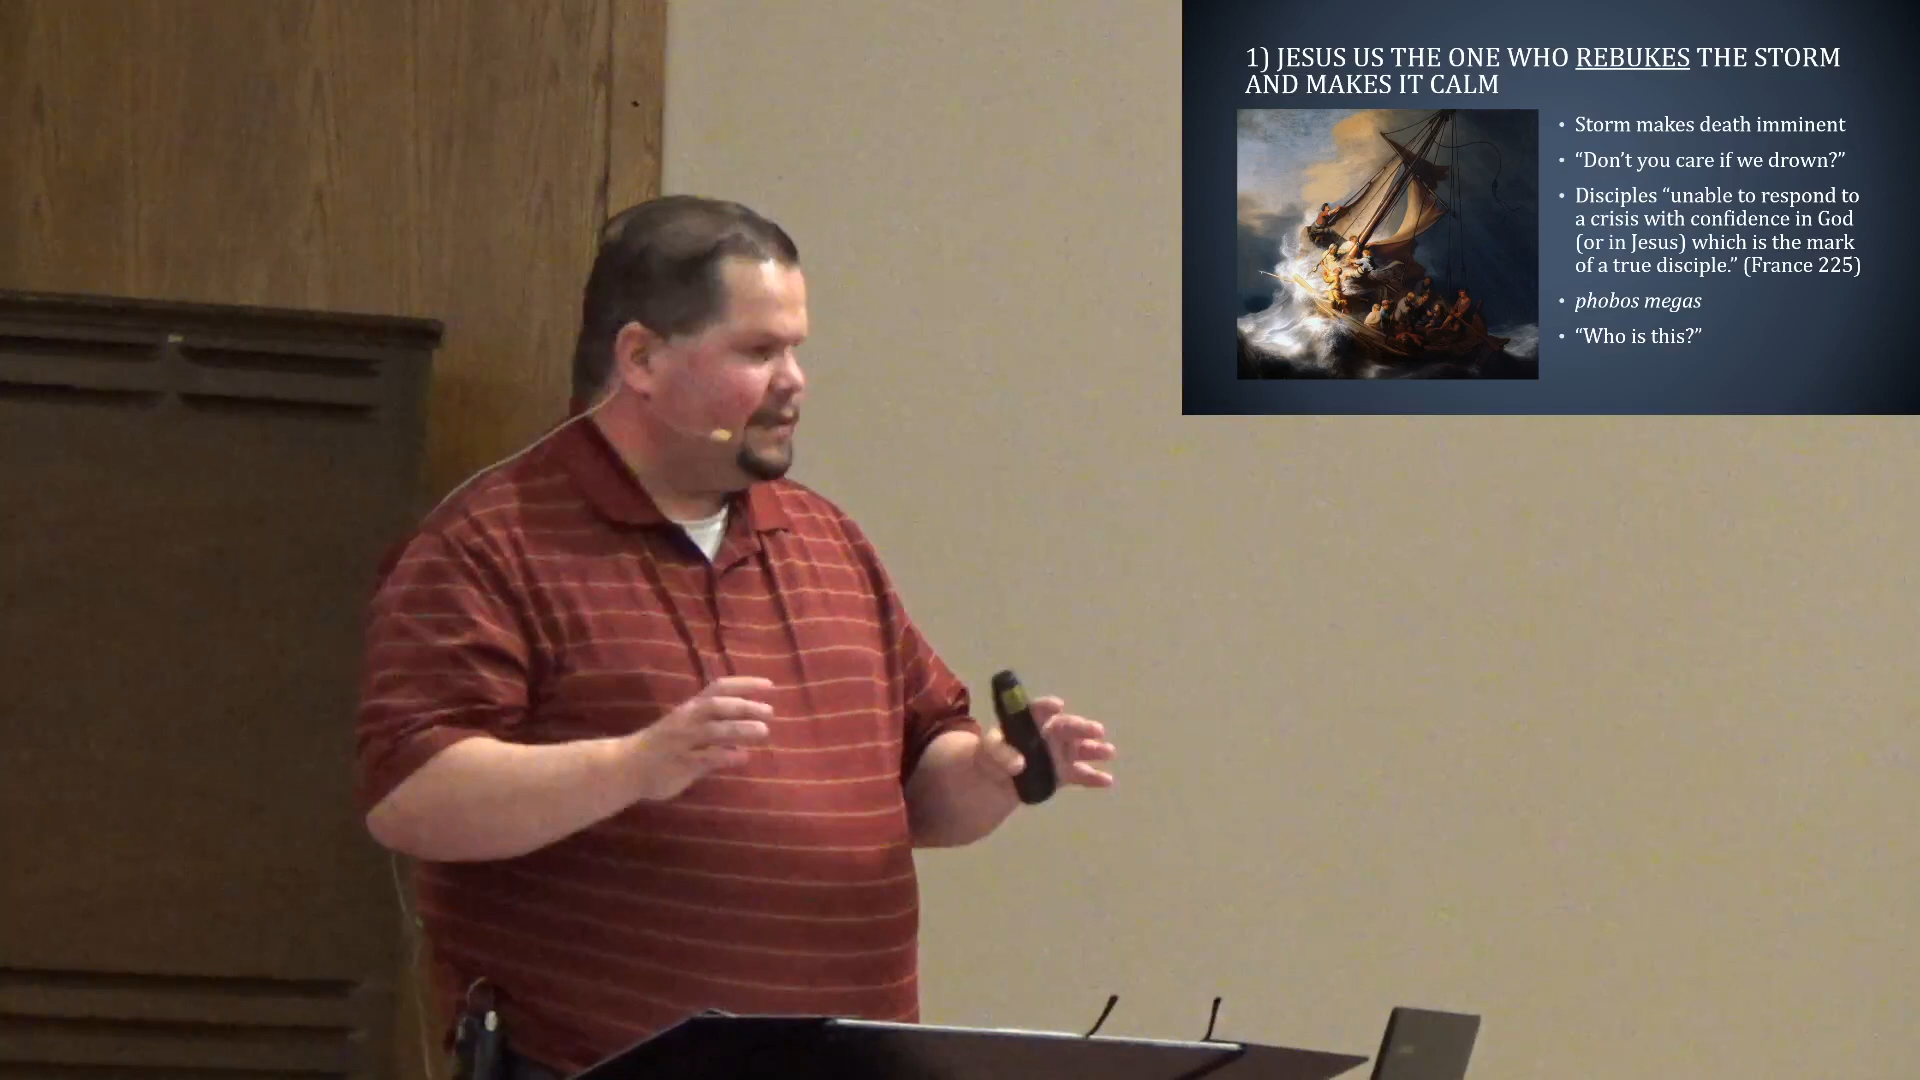 1) JESUS US THE ONE WHO REBUKES THE STORM
AND MAKES IT CALM
• Storm makes death imminent
• “Don’t you care if we drown?”
• Disciples “unable to respond to
a crisis with confidence in God
(or in Jesus) which is the mark
of a true disciple.” (France 225)
• phobos megas
• “Who is this?”